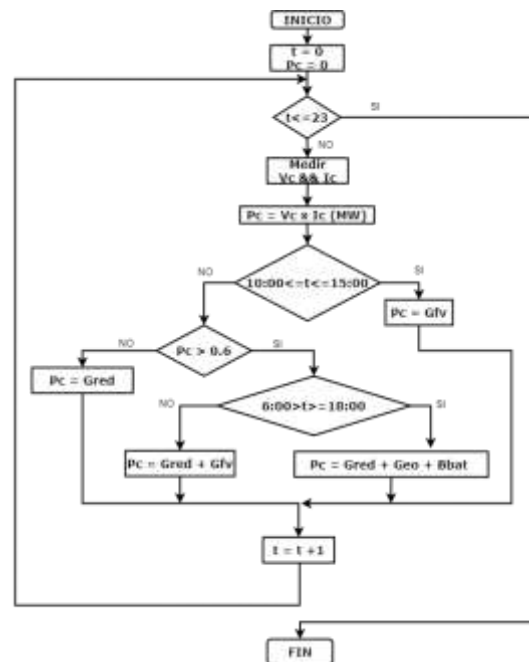 INICIO
t = 0
Pc = 0
t<=23
SI
NO
Medir
Vc && Ic
Pc = Vc x Ic (MW)
10:00<=t<=15:00
NO
SI
Pc = Gfv
Pc > 0.6
NO
SI
Pc = Gred
6:00>t>=18:00
NO
SI
Pc = Gred + Gfv
Pc = Gred + Geo + Bbat
t = t +1
FIN